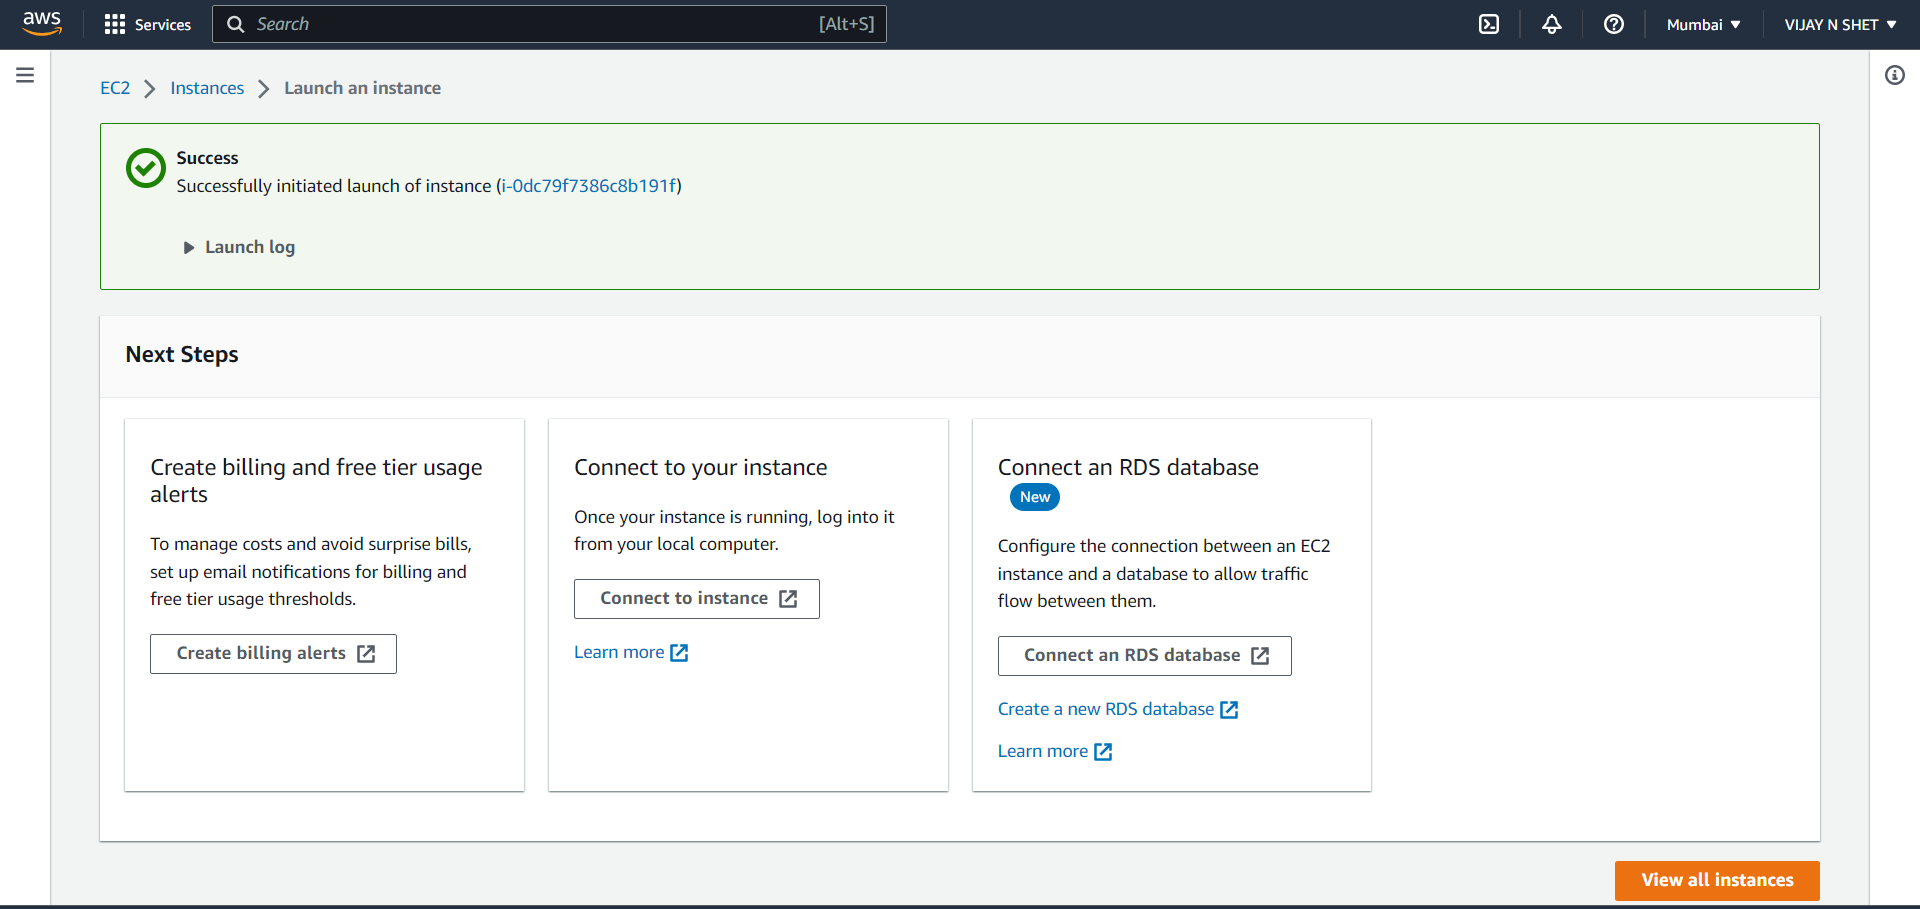 aws
Services
Search
[Alt+S]
Mumbai
VIJAY N SHET
EC2
Instances
Launch an instance
Success
Successfully initiated launch of instance (i-0dc79f7386c8b191f)
Launch log
Next Steps
Create billing and free tier usage
alerts
To manage costs and avoid surprise bills,
set up email notifications for billing and
free tier usage thresholds.
Create billing alerts
Connect to your instance
Once your instance is running, log into it
from your local computer.
Connect to instance
Learn more
Connect an RDS database
New
Configure the connection between an EC2
instance and a database to allow traffic
flow between them.
Connect an RDS database
Create a new RDS database
Learn more
View all instances